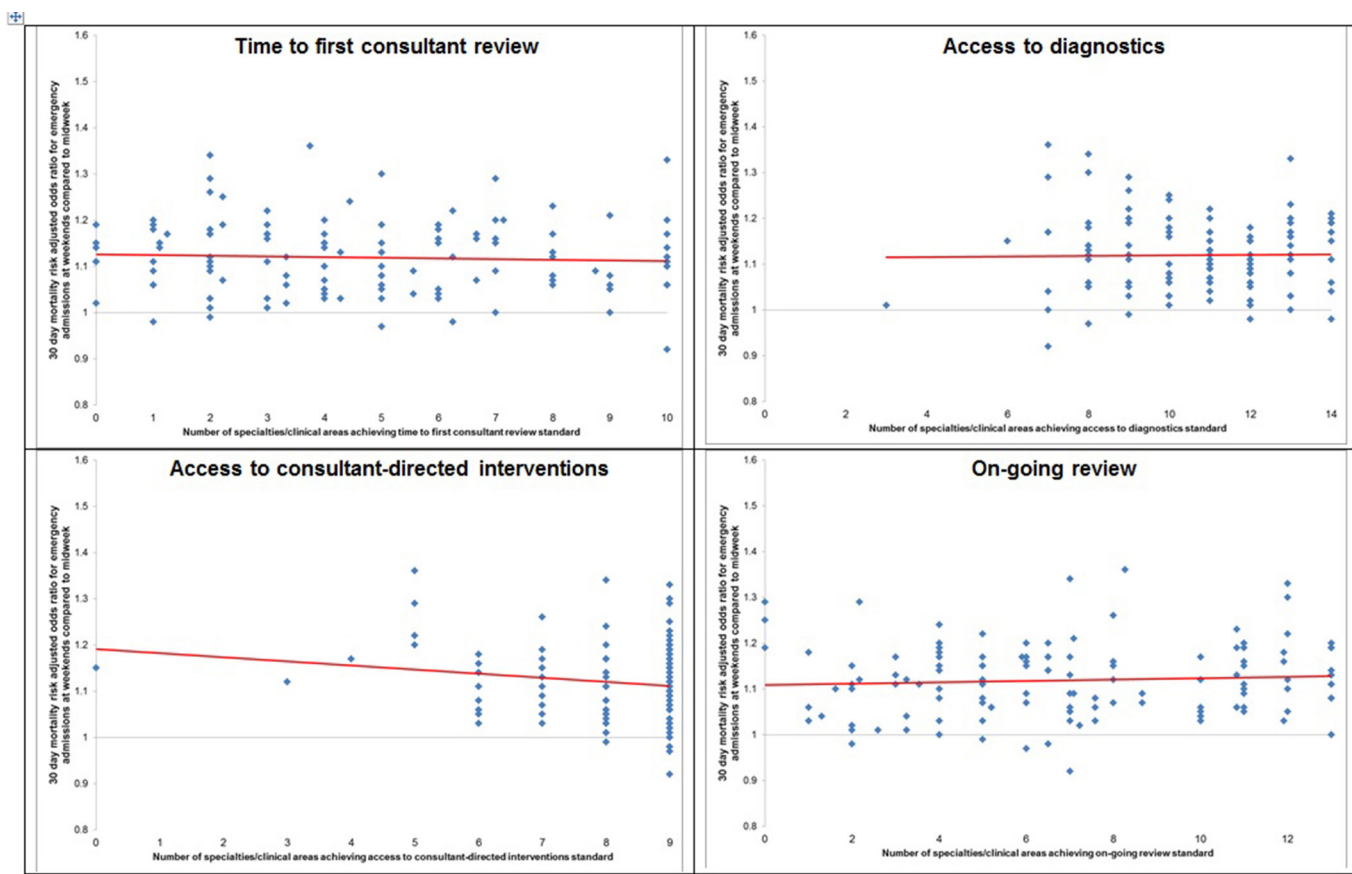 Time to first consultant review
30 day mortality risk adjusted odds ratio for emergency
admissions at weekends compared to midweek
1.6
1.5
1.4
1.3
1.2
1.1
1
0.9
0.8
0 1 2 3 4 5 6 7 8 9 10
Number of specialties/clinical areas achieving time to first consultant review standard
Access to diagnostics
30 day mortality risk adjusted odds ratio for emergency
admissions at weekends compared to midweek
1.6
1.5
1.4
1.3
1.2
1.1
1
0.9
0.8
0 2 4 6 8 10 12 14
Number of specialties/clinical areas achieving access to diagnostics standard
Access to consultant-directed interventions
30 day mortality risk adjusted odds ratio for emergency
admissions at weekends compared to midweek
1.6
1.5
1.4
1.3
1.2
1.1
1
0.9
0.8
0 1 2 3 4 5 6 7 8 9
Number of specialties/clinical areas achieving access to consultant-directed interventions standard
On-going review
30 day mortality risk adjusted odds ratio for emergency
admissions at weekends compared to midweek
1.6
1.5
1.4
1.3
1.2
1.1
1
0.9
0.8
0 2 4 6 8 10 12
Number of specialties/clinical areas achieving on-going review standard